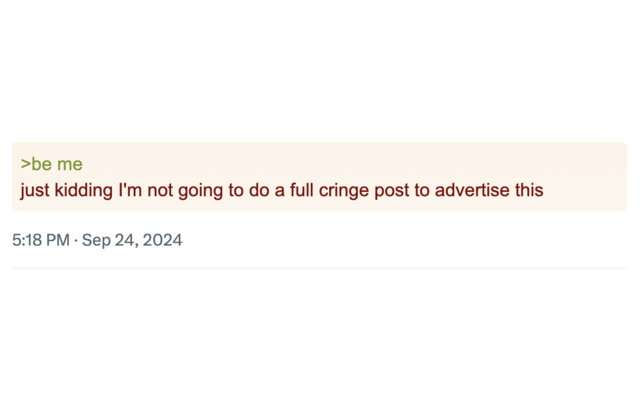 >be me
just kidding I'm not going to do a full cringe post to advertise this
5:18 PM · Sep 24, 2024